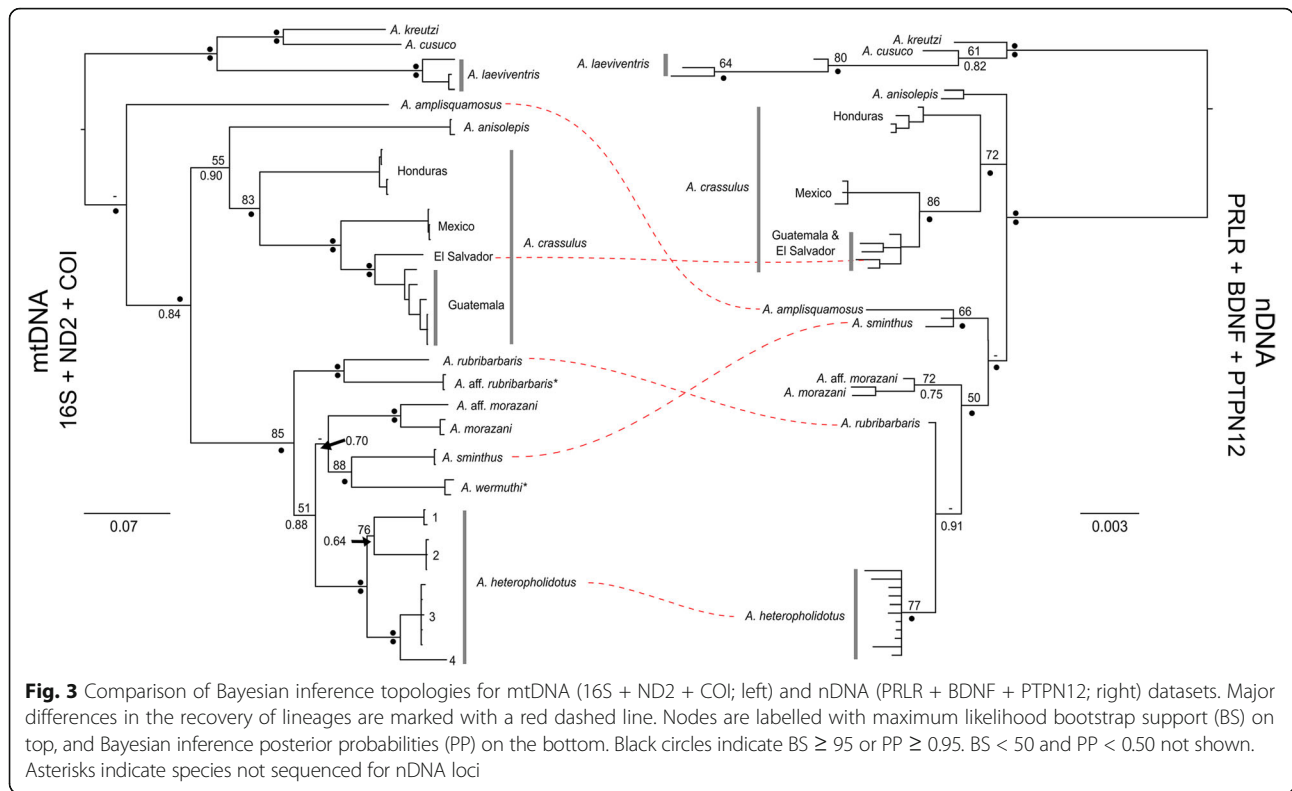 A. kreutzi
A. cusuco
A. laeviventris
A. amplisquamosus
A. anisolepis
55
0.90
Honduras
83
Mexico
A. crassulus
El Salvador
Guatemala
-
0.84
mtDNA
16S + ND2 + COI
A. rubribarbaris
A. aff. rubribarbaris*
A. aff. morazani
A. morazani
85
-
0.70
A. sminthus
88
A. wermuthi*
51
0.88
0.07
1
76
0.64
2
A. heteropholidotus
3
4
A. kreutzi
A. cusuco
61
0.82
80
64
A. laeviventris
-
A. anisolepis
Honduras
72
A. crassulus
Mexico
86
Guatemala &
El Salvador
A. amplisquamosus
66
A. sminthus
-
A. aff. morazani
72
A. morazani
0.75
50
A. rubribarbaris
-
0.91
0.003
77
A. heteropholidotus
nDNA
PRLR + BDNF + PTPN12
Fig. 3 Comparison of Bayesian inference topologies for mtDNA (16S + ND2 + COI; left) and nDNA (PRLR + BDNF + PTPN12; right) datasets. Major
differences in the recovery of lineages are marked with a red dashed line. Nodes are labelled with maximum likelihood bootstrap support (BS) on
top, and Bayesian inference posterior probabilities (PP) on the bottom. Black circles indicate BS ≥ 95 or PP ≥ 0.95. BS < 50 and PP < 0.50 not shown.
Asterisks indicate species not sequenced for nDNA loci